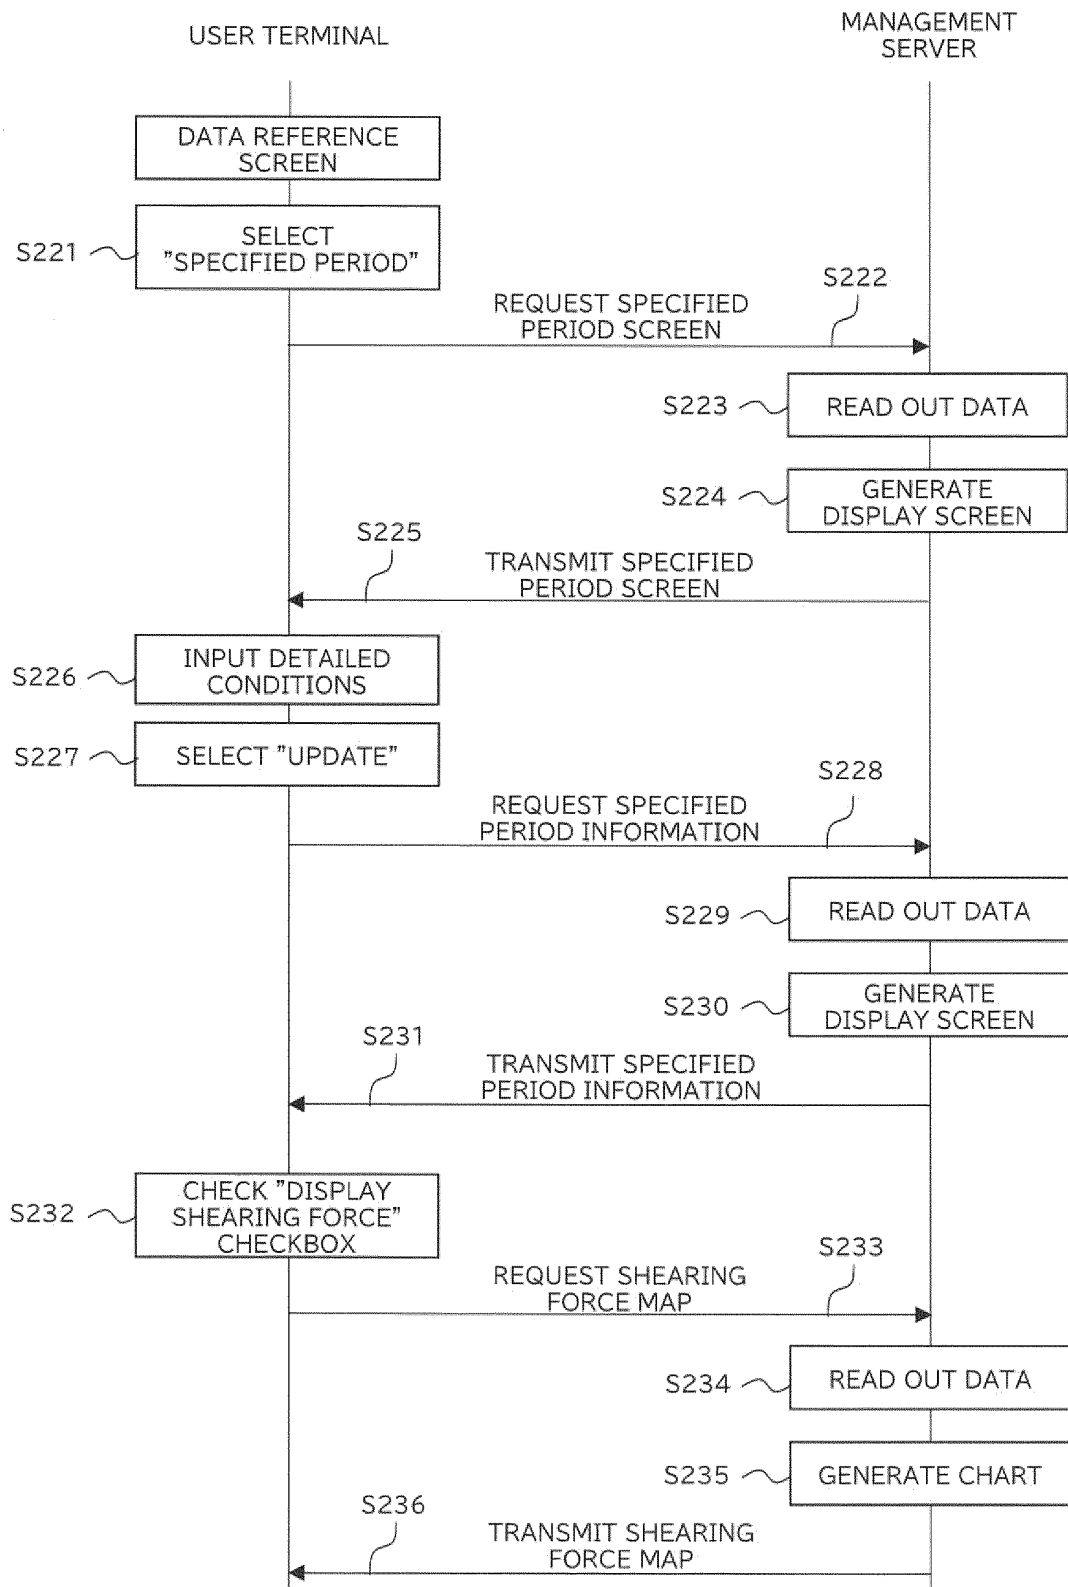 USER TERMINAL
MANAGEMENT
SERVER
DATA REFERENCE
SCREEN
S221
SELECT
"SPECIFIED PERIOD"
S222
REQUEST SPECIFIED
PERIOD SCREEN
S223
READ OUT DATA
S224
GENERATE
DISPLAY SCREEN
S225
TRANSMIT SPECIFIED
PERIOD SCREEN
S226
INPUT DETAILED
CONDITIONS
S227
SELECT "UPDATE"
S228
REQUEST SPECIFIED
PERIOD INFORMATION
S229
READ OUT DATA
S230
GENERATE
DISPLAY SCREEN
S231
TRANSMIT SPECIFIED
PERIOD INFORMATION
S232
CHECK "DISPLAY
SHEARING FORCE"
CHECKBOX
S233
REQUEST SHEARING
FORCE MAP
S234
READ OUT DATA
S235
GENERATE CHART
S236
TRANSMIT SHEARING
FORCE MAP